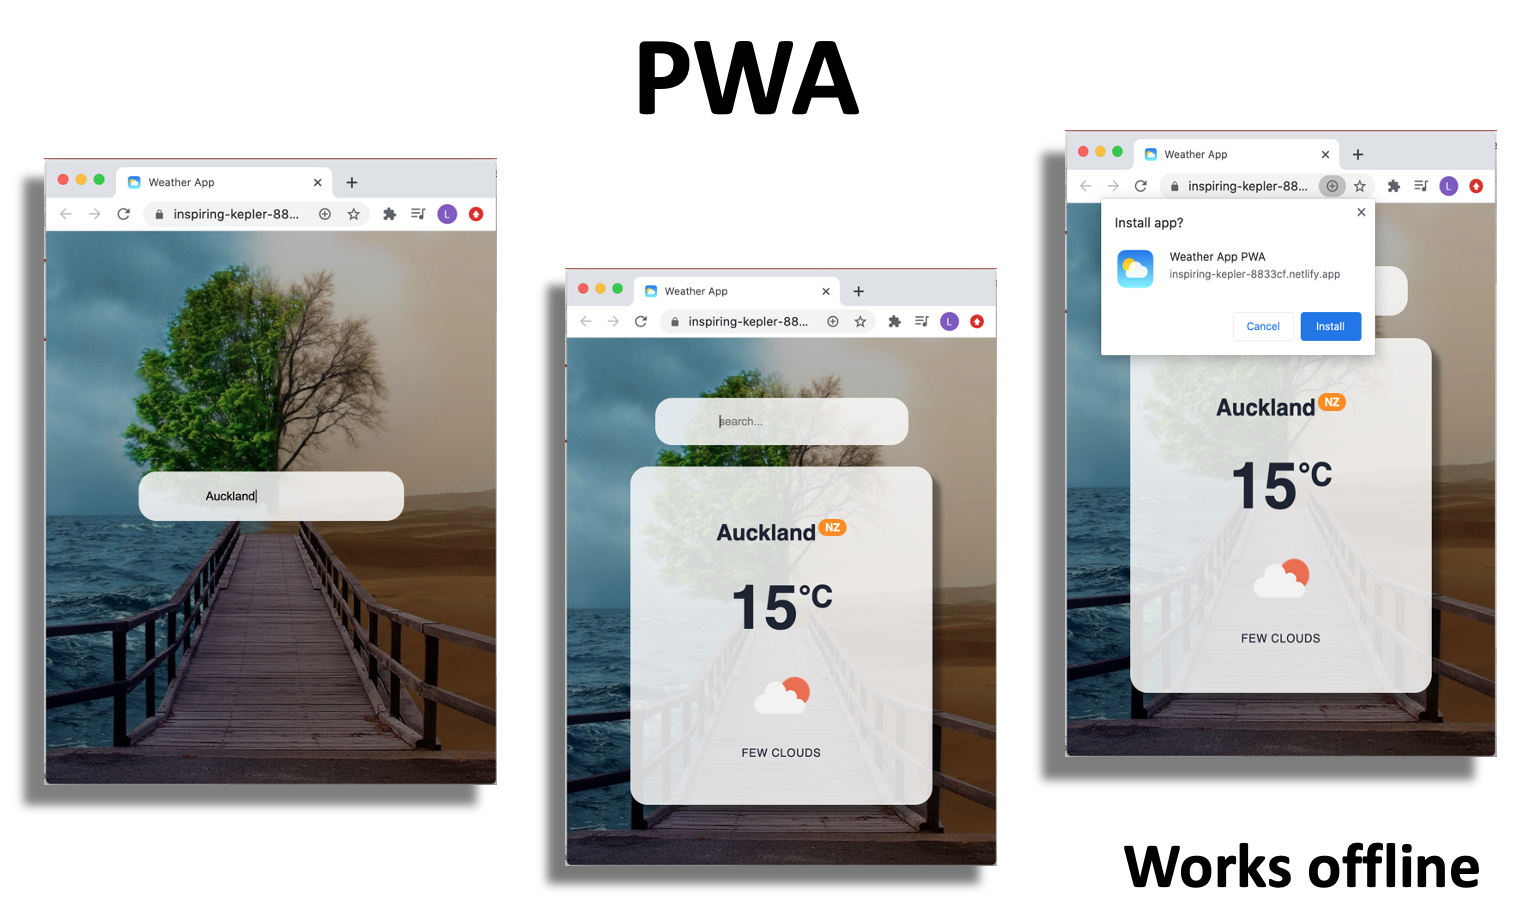 PWA
Weather App
inspiring-kepler-88...
L
Auckland
Weather App
inspiring-kepler-88...
L
search...
Auckland NZ
15°C
FEW CLOUDS
Weather App
inspiring-kepler-88...
L
Install app?
Weather App PWA
inspiring-kepler-8833cf.netlify.app
Cancel Install
Auckland NZ
15°C
FEW CLOUDS
Works offline